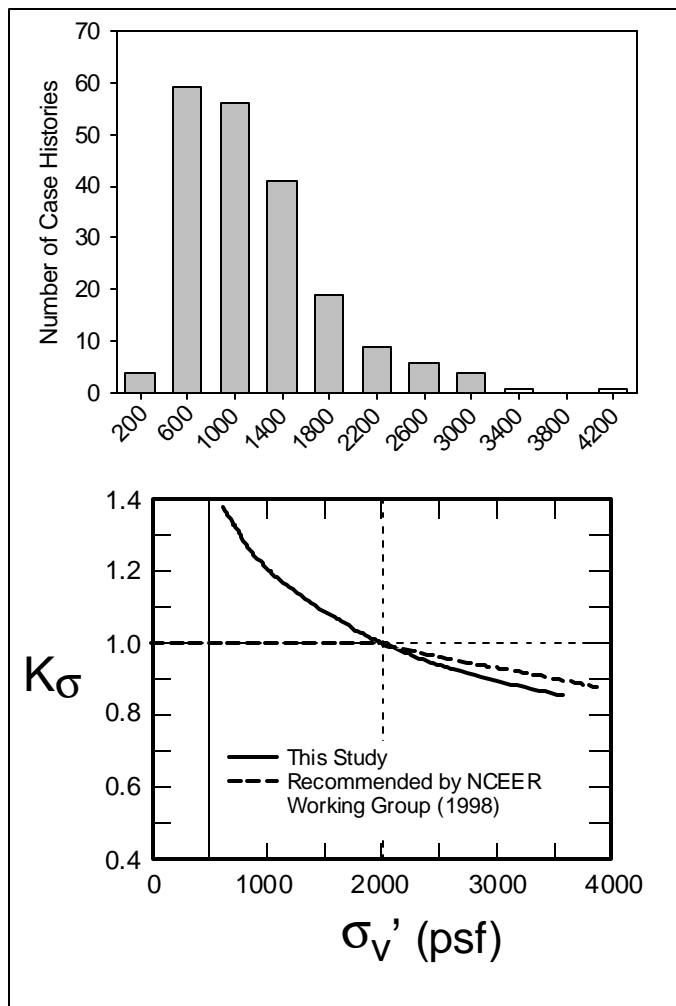 70
60
50
40
30
20
10
0
Number of Case Histories
200 600 1000 1400 1800 2200 2600 3000 3400 3800 4200
1.4
1.2
1.0
0.8
0.6
0.4
Kσ
This Study
Recommended by NCEER
Working Group (1998)
0 1000 2000 3000 4000
σv’ (psf)